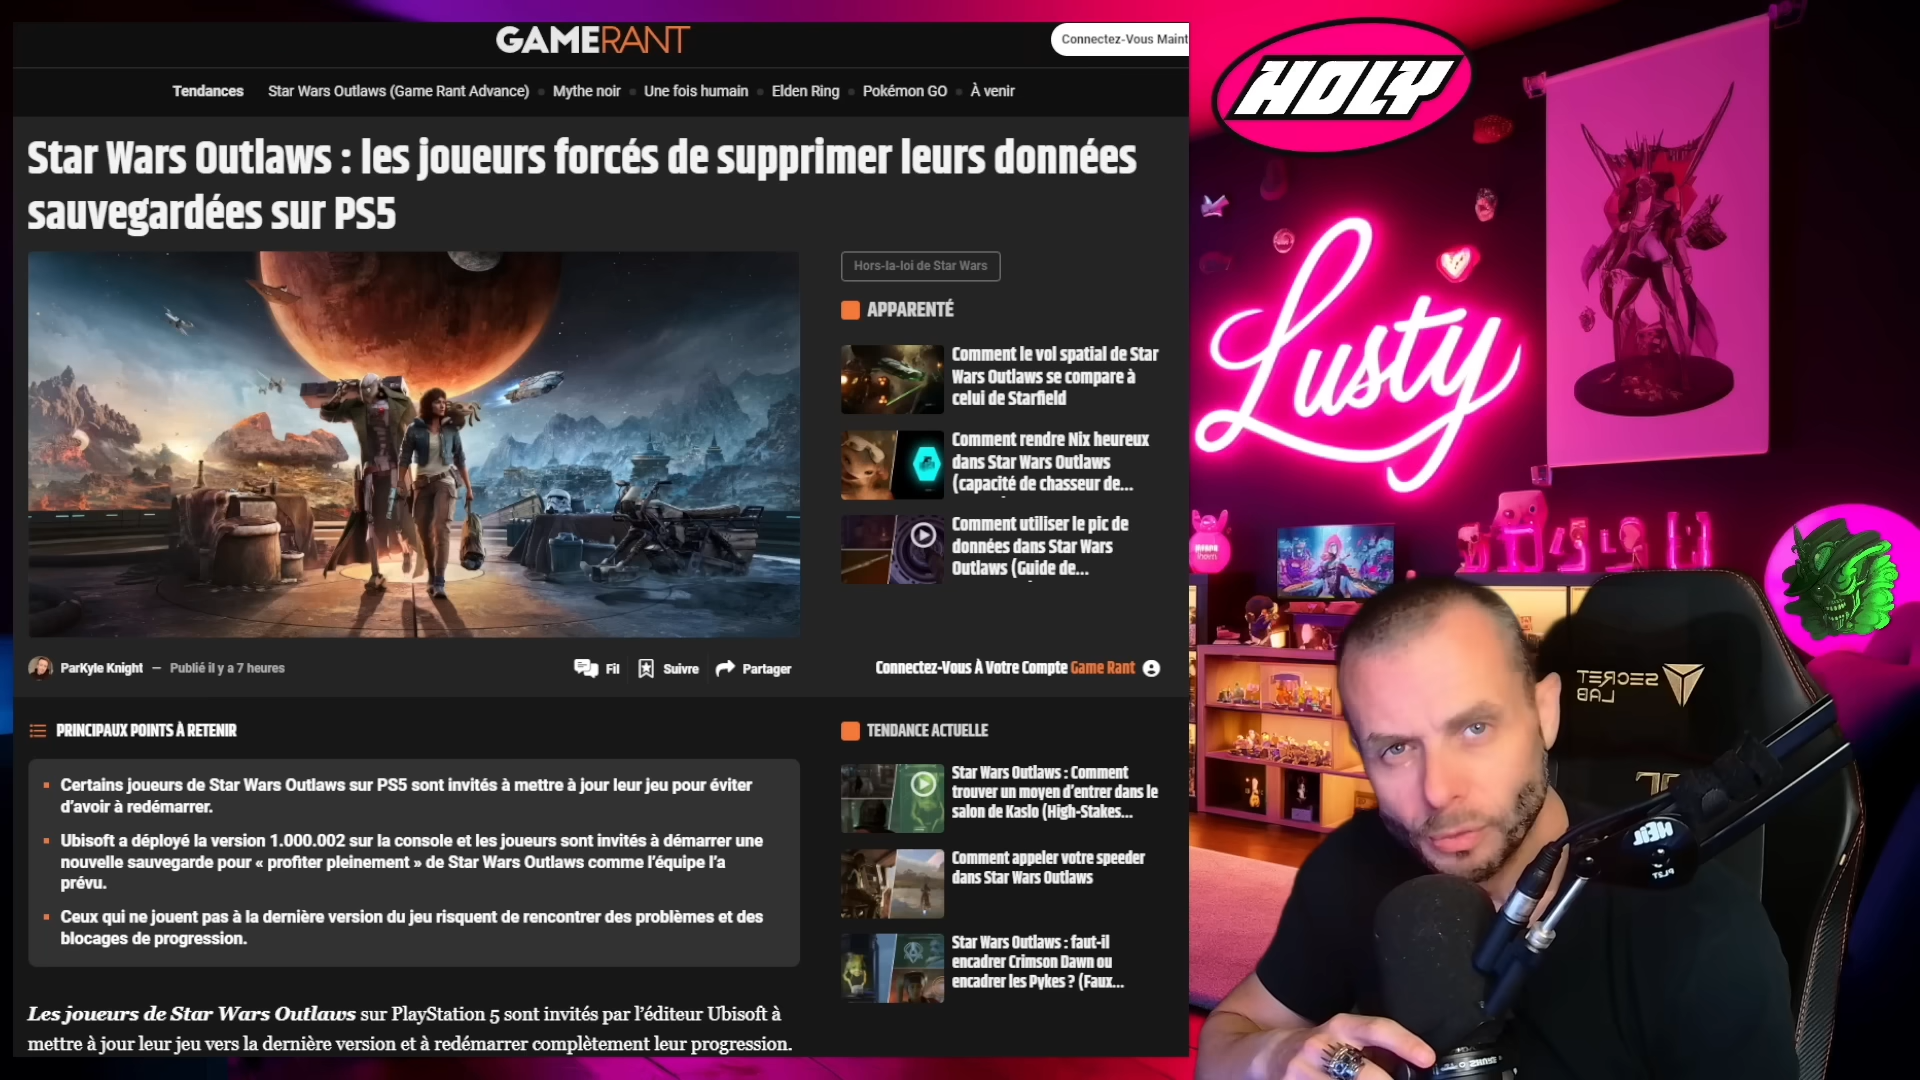 GAMERANT
Connectez-Vous Maint
Tendances
Star Wars Outlaws (Game Rant Advance)
Mythe noir
Une fois humain
Elden Ring
Pokémon GO
À venir
Star Wars Outlaws : les joueurs forcés de supprimer leurs données
sauvegardées sur PS5
Hors-la-loi de Star Wars
APPARENTÉ
Comment le vol spatial de Star
Wars Outlaws se compare à
celui de Starfield
Comment rendre Nix heureux
dans Star Wars Outlaws
(capacité de chasseur de...
Comment utiliser le pic de
données dans Star Wars
Outlaws (Guide de...
ParKyle Knight — Publié il y a 7 heures
Fil
Suivre
Partager
Connectez-Vous À Votre Compte Game Rant
PRINCIPAUX POINTS À RETENIR
Certains joueurs de Star Wars Outlaws sur PS5 sont invités à mettre à jour leur jeu pour éviter
d'avoir à redémarrer.
Ubisoft a déployé la version 1.000.002 sur la console et les joueurs sont invités à démarrer une
nouvelle sauvegarde pour « profiter pleinement » de Star Wars Outlaws comme l'équipe l'a
prévu.
Ceux qui ne jouent pas à la dernière version du jeu risquent de rencontrer des problèmes et des
blocages de progression.
Les joueurs de Star Wars Outlaws sur PlayStation 5 sont invités par l'éditeur Ubisoft à
mettre à jour leur jeu vers la dernière version et à redémarrer complètement leur progression.
TENDANCE ACTUELLE
Star Wars Outlaws : Comment
trouver un moyen d'entrer dans le
salon de Kaslo (High-Stakes...
Comment appeler votre speeder
dans Star Wars Outlaws
Star Wars Outlaws : faut-il
encadrer Crimson Dawn ou
encadrer les Pykes ? (Faux...
HOLY
Lusty
SECRET
LAB
HEIL
PL2T